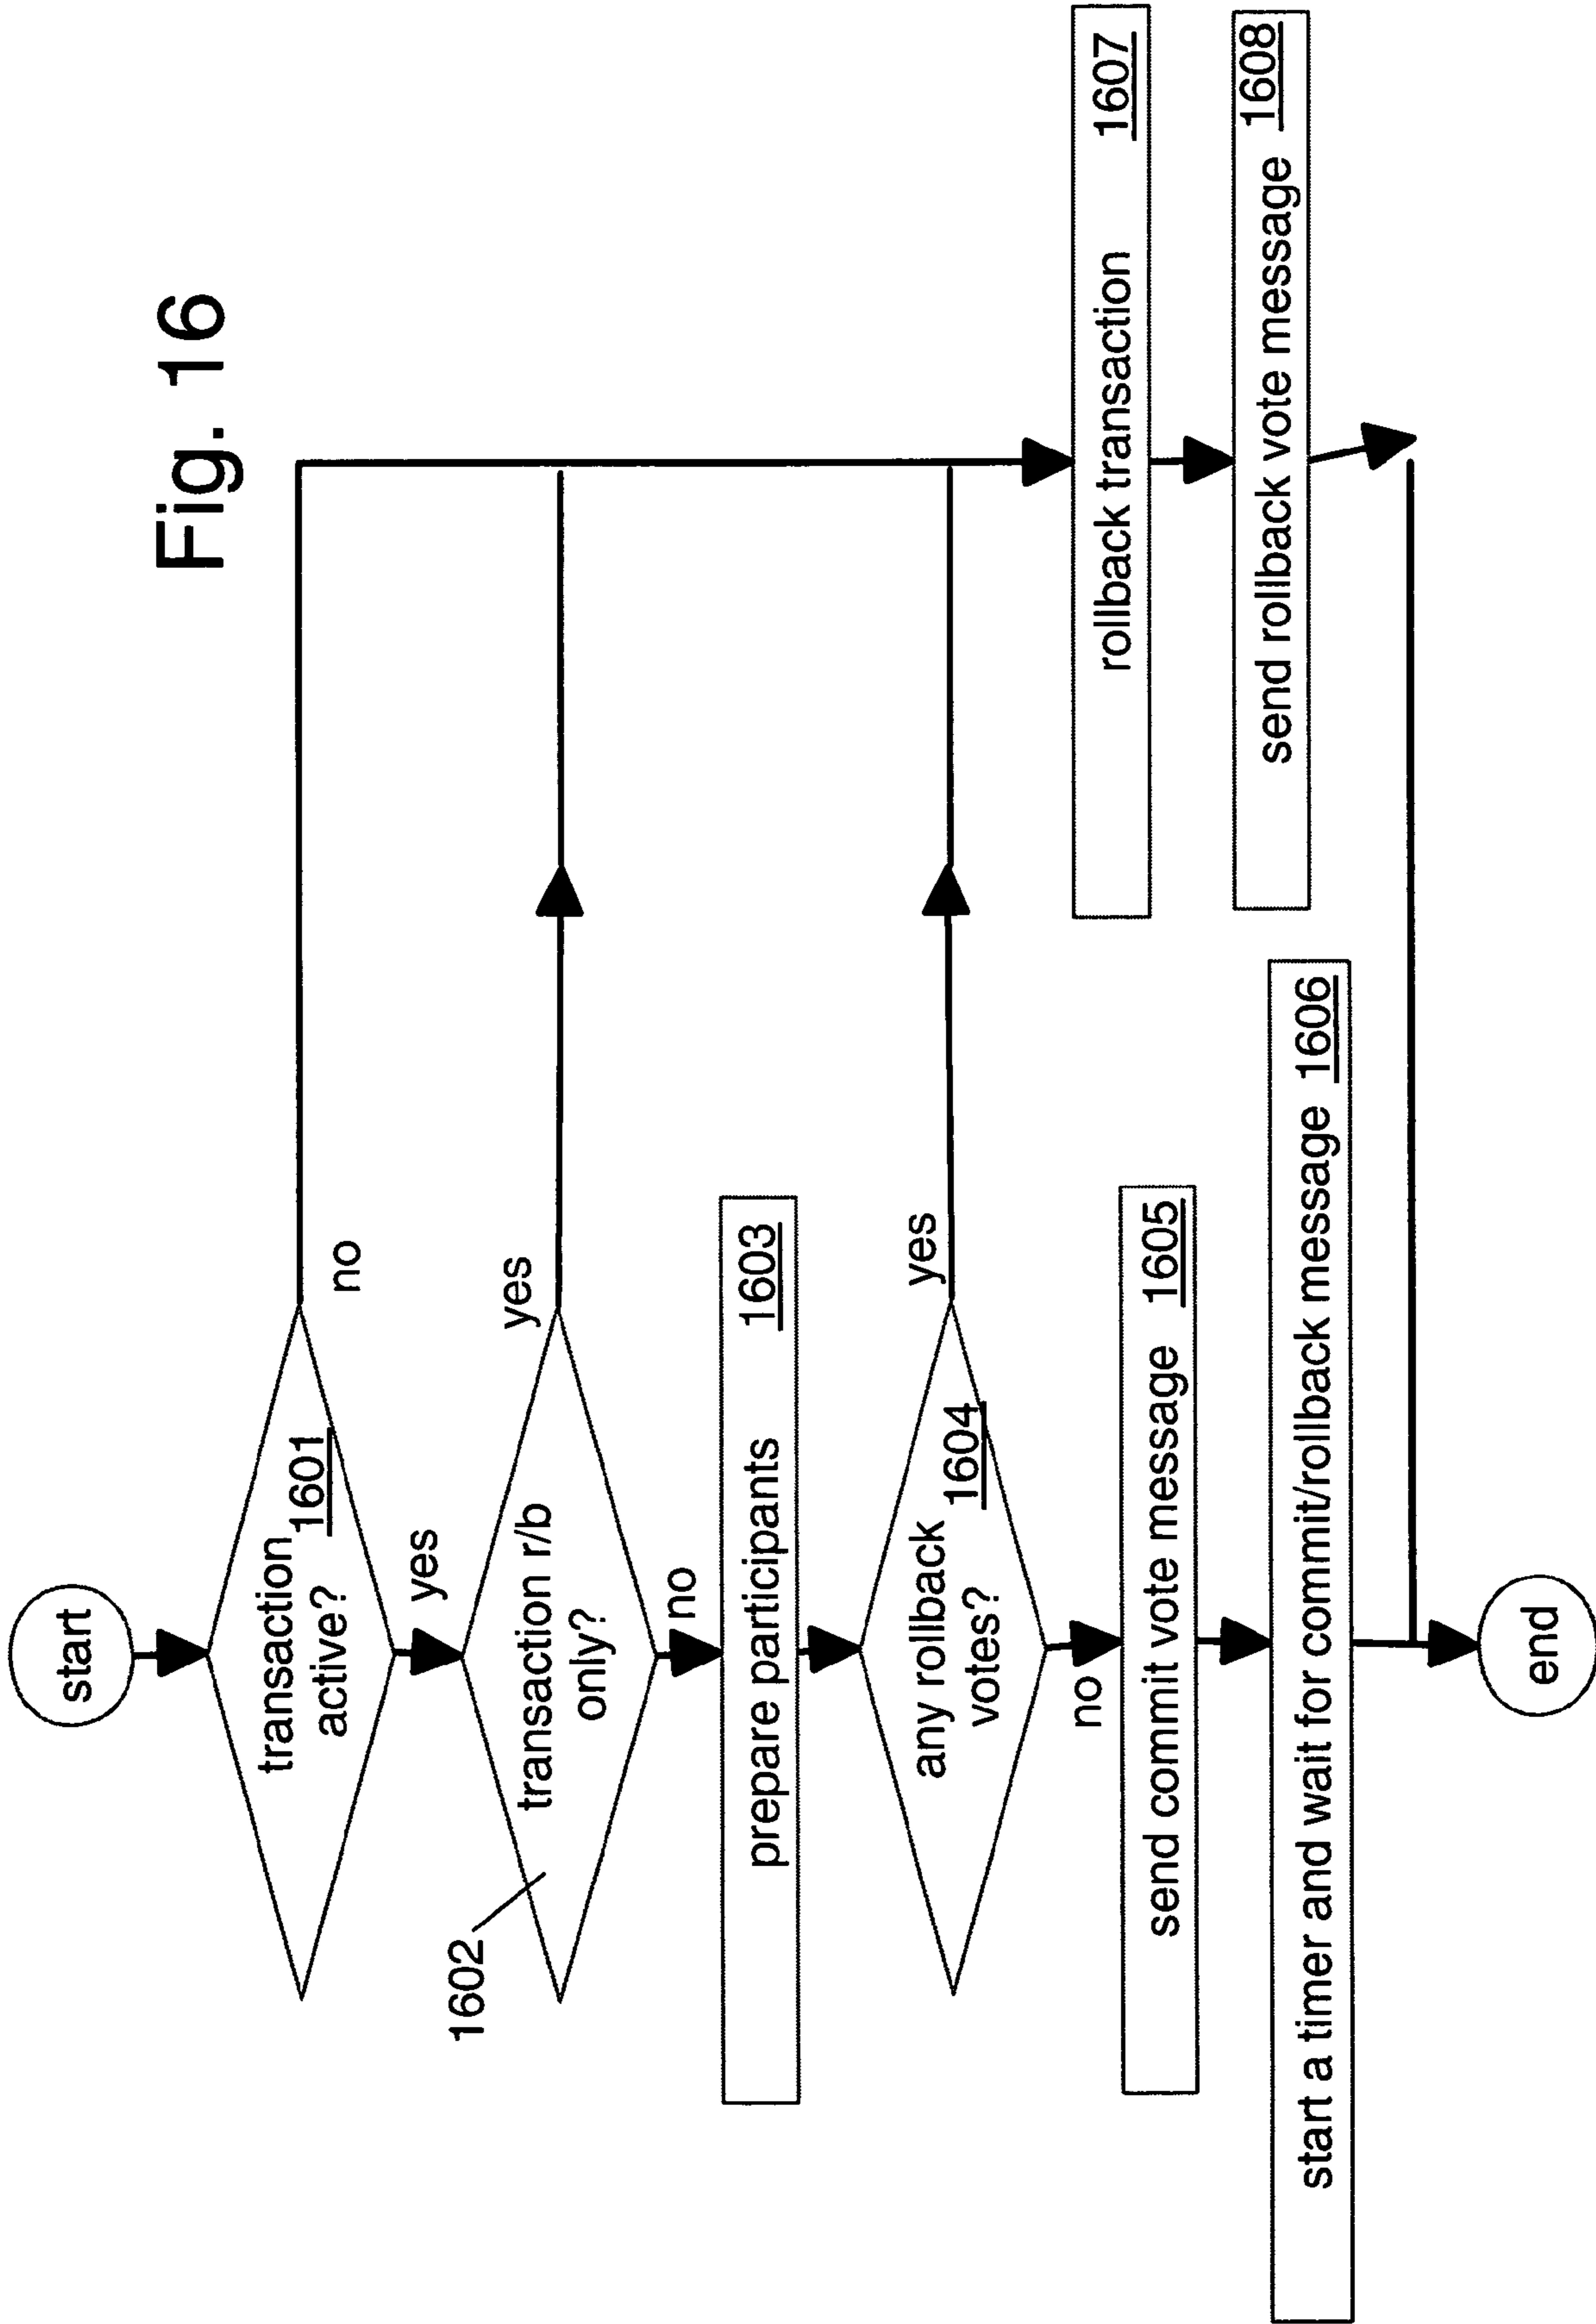 Fig. 16
start
transaction
active?
1601
no
yes
transaction r/b
only?
1602
yes
no
prepare participants 1603
any rollback
votes?
1604
yes
no
send commit vote message 1605
start a timer and wait for commit/rollback message 1606
rollback transaction 1607
send rollback vote message 1608
end